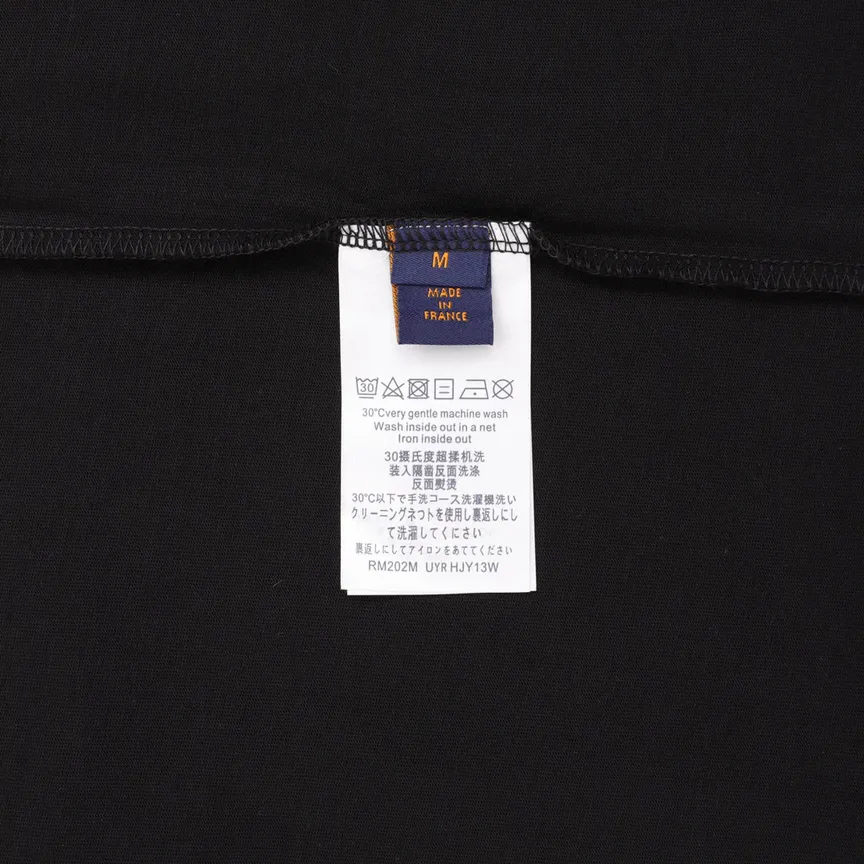 M
MADE
IN
FRANCE
30
30°Cvery gentle machine wash
Wash inside out in a net
Iron inside out
30摄氏度超揉机洗
装入隔凿反面洗涤
反面熨烫
30°C以下で手洗コース洗濯機洗い
クリーニングネツトを使用し裏返しにし
て洗濯してくにさい
裏返しにしてアイロンをあててください
RM202M UYR HJY13W